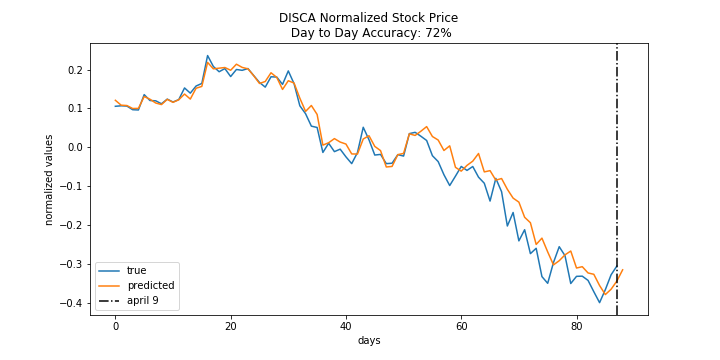 DISCA Normalized Stock Price
Day to Day Accuracy: 72%
normalized values
0.2
0.1
0.0
−0.1
−0.2
−0.3
−0.4
true
predicted
april 9
0
20
40
60
80
days